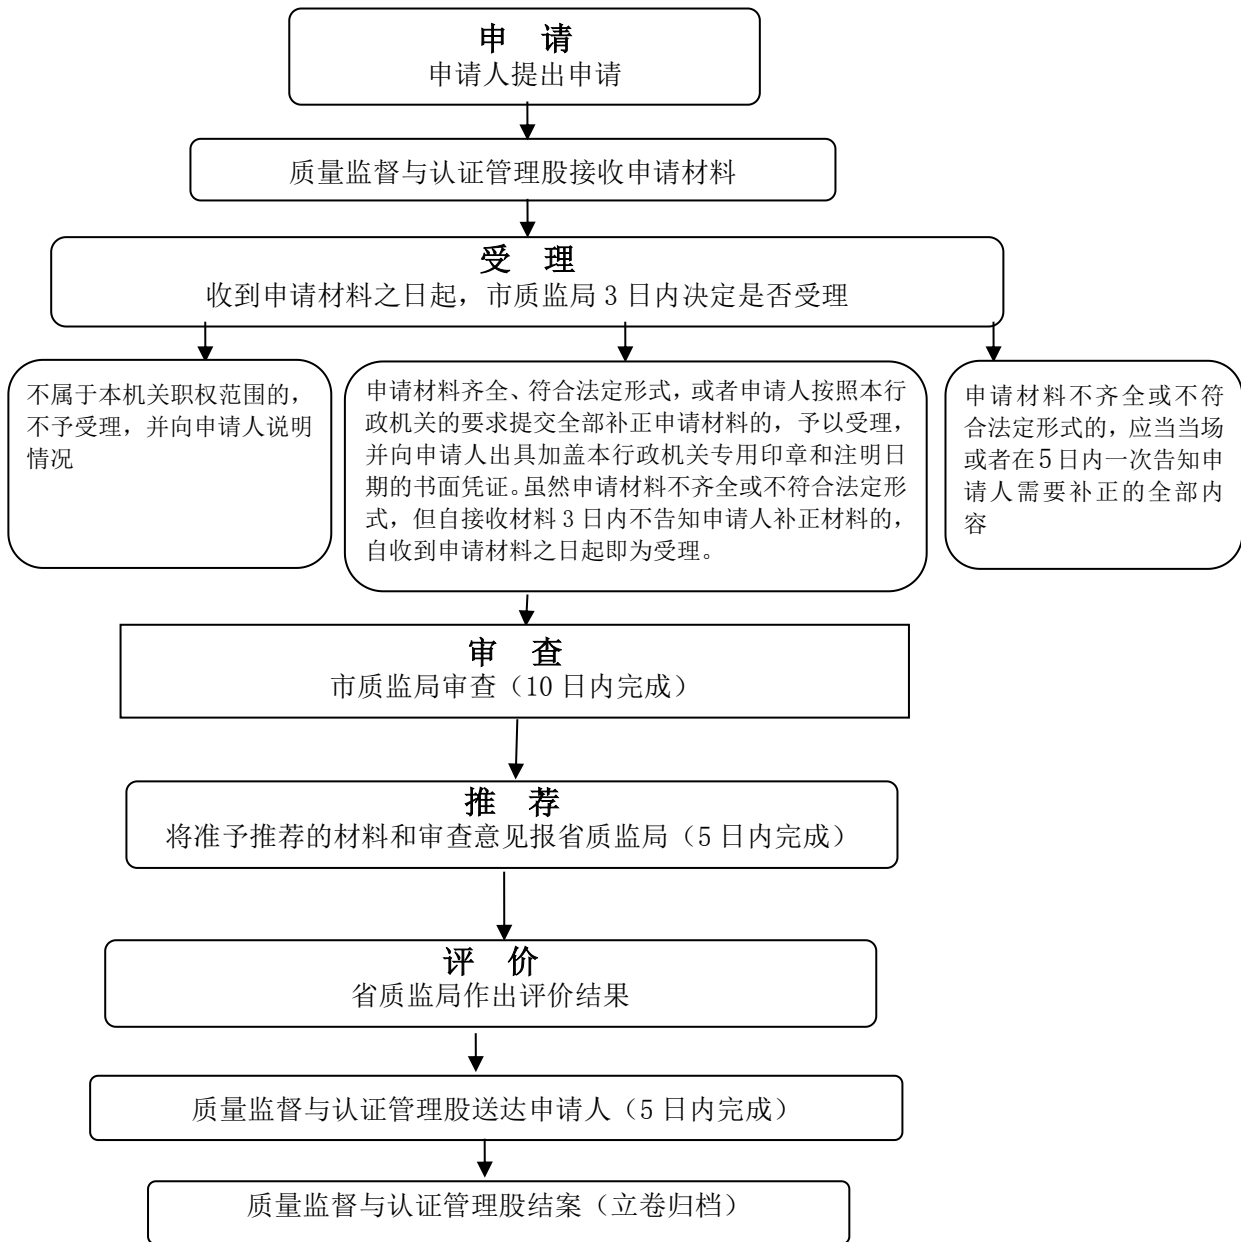 申 请
申请人提出申请
质量监督与认证管理股接收申请材料
受 理
收到申请材料之日起，市质监局 3 日内决定是否受理
不属于本机关职权范围的，
不予受理，并向申请人说明
情况
申请材料齐全、符合法定形式，或者申请人按照本行
政机关的要求提交全部补正申请材料的，予以受理，
并向申请人出具加盖本行政机关专用印章和注明日
期的书面凭证。虽然申请材料不齐全或不符合法定形
式，但自接收材料 3 日内不告知申请人补正材料的，
自收到申请材料之日起即为受理。
申请材料不齐全或不符
合法定形式的，应当当场
或者在 5 日内一次告知申
请人需要补正的全部内
容
审 查
市质监局审查（10 日内完成）
推 荐
将准予推荐的材料和审查意见报省质监局（5 日内完成）
评 价
省质监局作出评价结果
质量监督与认证管理股送达申请人（5 日内完成）
质量监督与认证管理股结案（立卷归档）